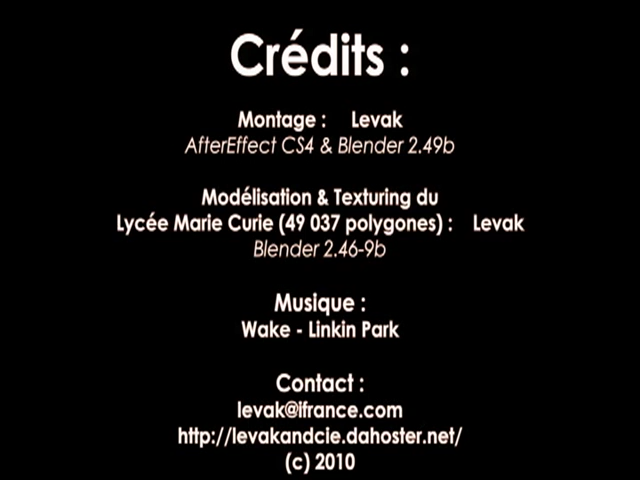 Crédits :
Montage : Levak
AfterEffect CS4 & Blender 2.49b
Modélisation & Texturing du
Lycée Marie Curie (49 037 polygones) : Levak
Blender 2.46-9b
Musique :
Wake - Linkin Park
Contact :
levak@ifrance.com
http://levakandcie.dahoster.net/
(c) 2010